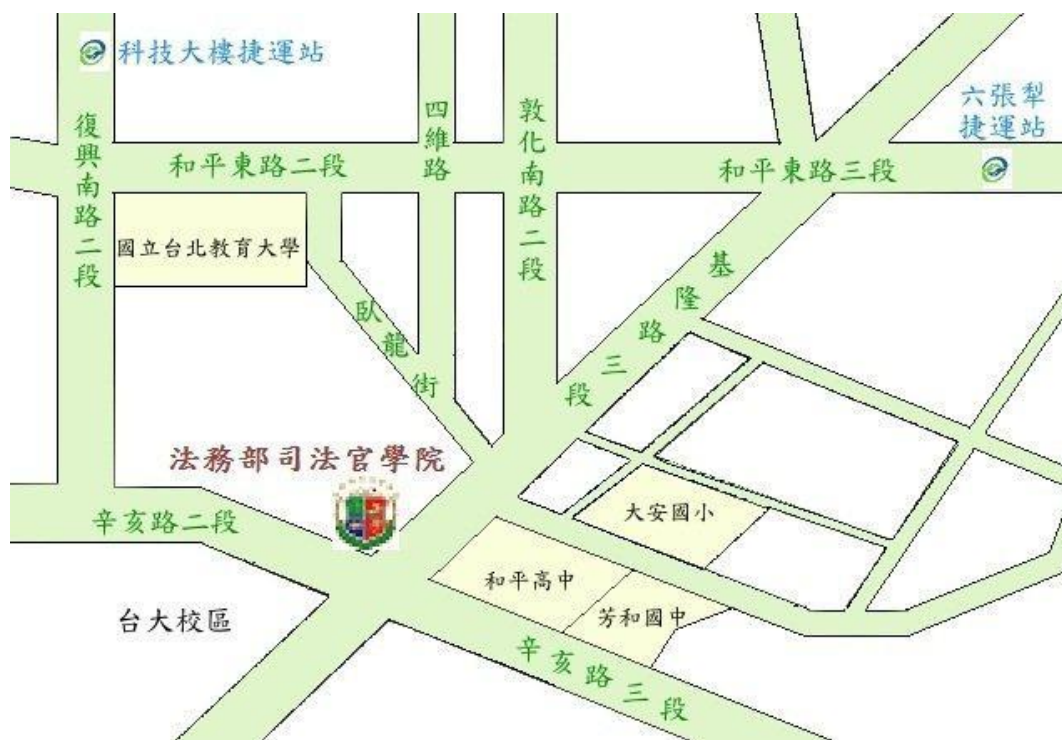 科技大樓捷運站
六張犁
捷運站
復興南路二段
四維路
敦化南路二段
和平東路二段
和平東路三段
國立台北教育大學
基隆路三段
臥龍街
法務部司法官學院
辛亥路二段
大安國小
和平高中
芳和國中
台大校區
辛亥路三段